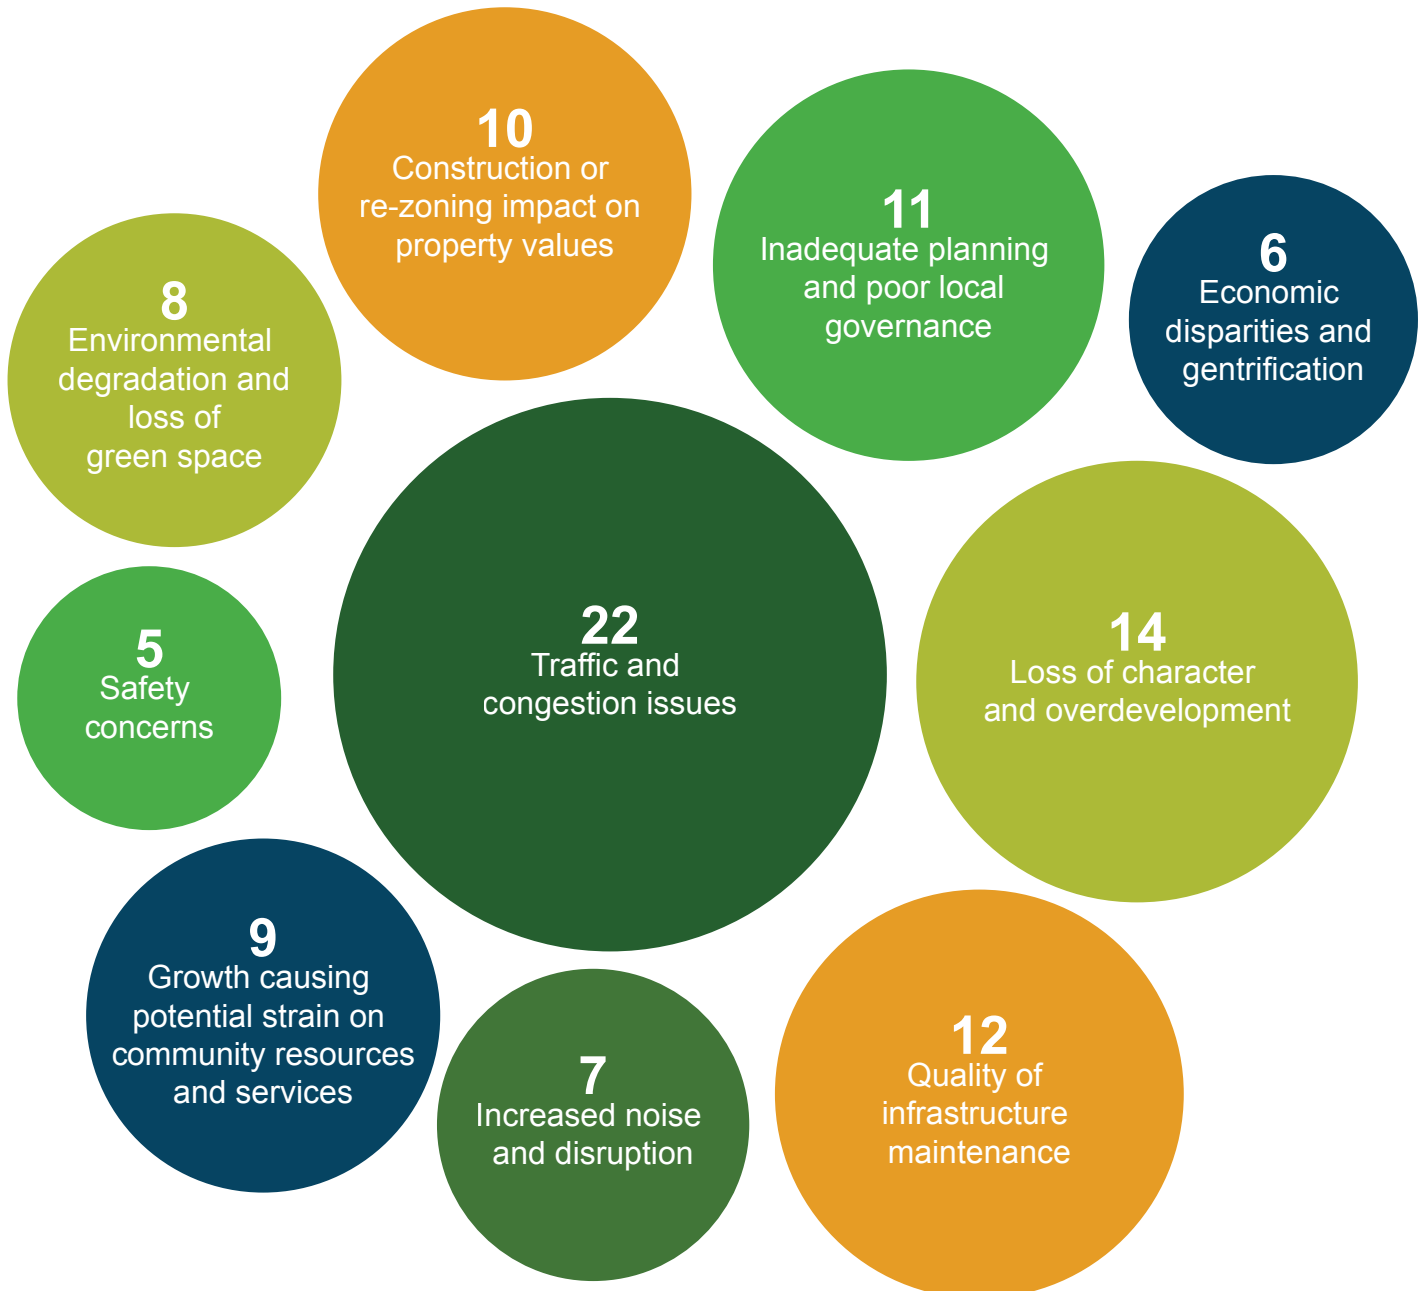 10
Construction or
re-zoning impact on
property values
11
Inadequate planning
and poor local
governance
6
Economic
disparities and
gentrification
8
Environmental
degradation and
loss of
green space
22
Traffic and
congestion issues
14
Loss of character
and overdevelopment
5
Safety
concerns
9
Growth causing
potential strain on
community resources
and services
7
Increased noise
and disruption
12
Quality of
infrastructure
maintenance